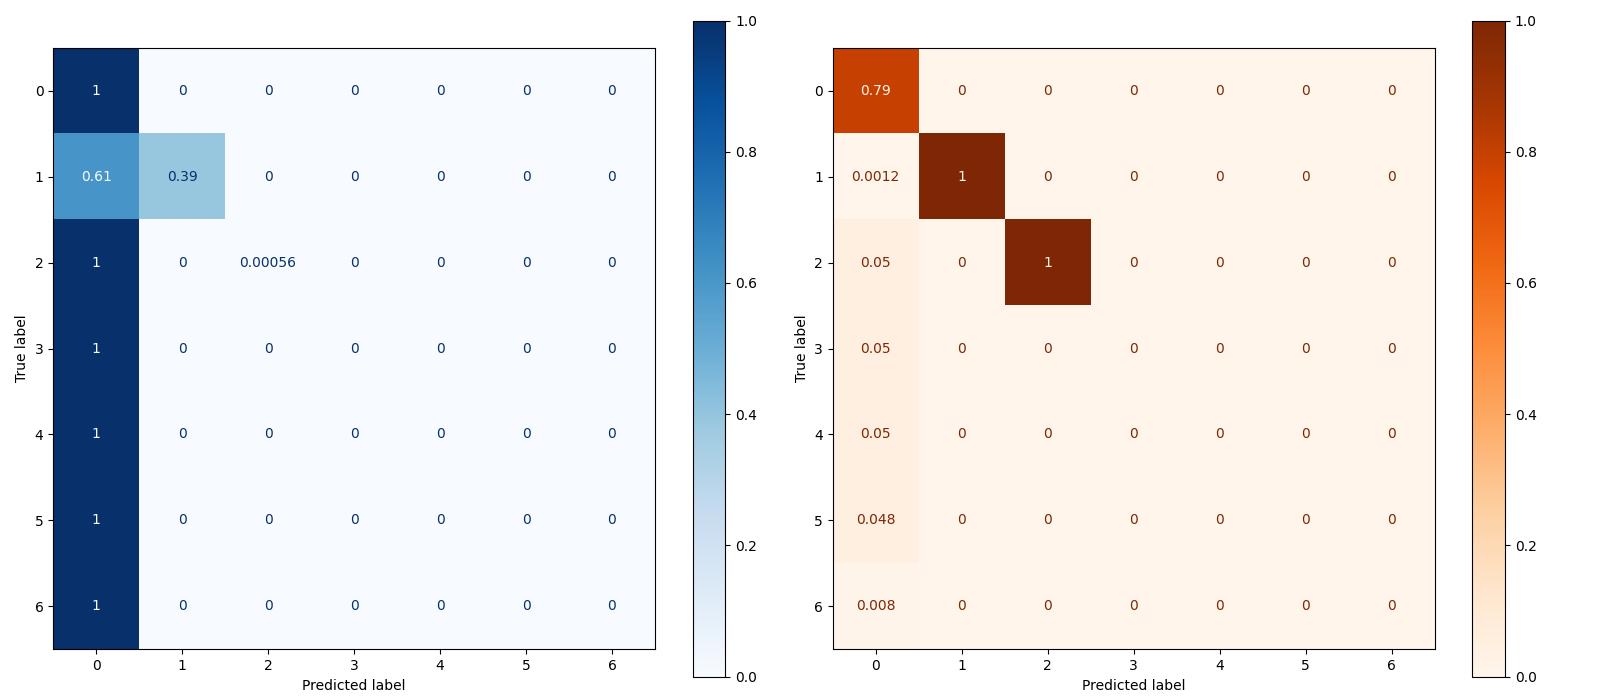 1.0
0 1 0 0 0 0 0 0
0.8
1 0.61 0.39 0 0 0 0 0
2 1 0 0.00056 0 0 0 0
0.6
True label
3 1 0 0 0 0 0 0
0.4
4 1 0 0 0 0 0 0
5 1 0 0 0 0 0 0
0.2
6 1 0 0 0 0 0 0
0.0
0 1 2 3 4 5 6
Predicted label
1.0
0 0.79 0 0 0 0 0 0
0.8
1 0.0012 1 0 0 0 0 0
2 0.05 0 1 0 0 0 0
0.6
True label
3 0.05 0 0 0 0 0 0
0.4
4 0.05 0 0 0 0 0 0
5 0.048 0 0 0 0 0 0
0.2
6 0.008 0 0 0 0 0 0
0.0
0 1 2 3 4 5 6
Predicted label